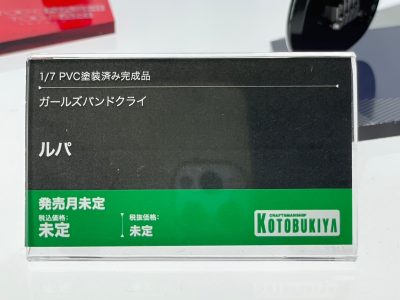 1/7 PVC塗装済み完成品
ガールズバンドクライ
ルパ
発売月未定
税込価格: 税抜価格:
未定 未定
CRAFTSMANSHIP
KOTOBUKIYA